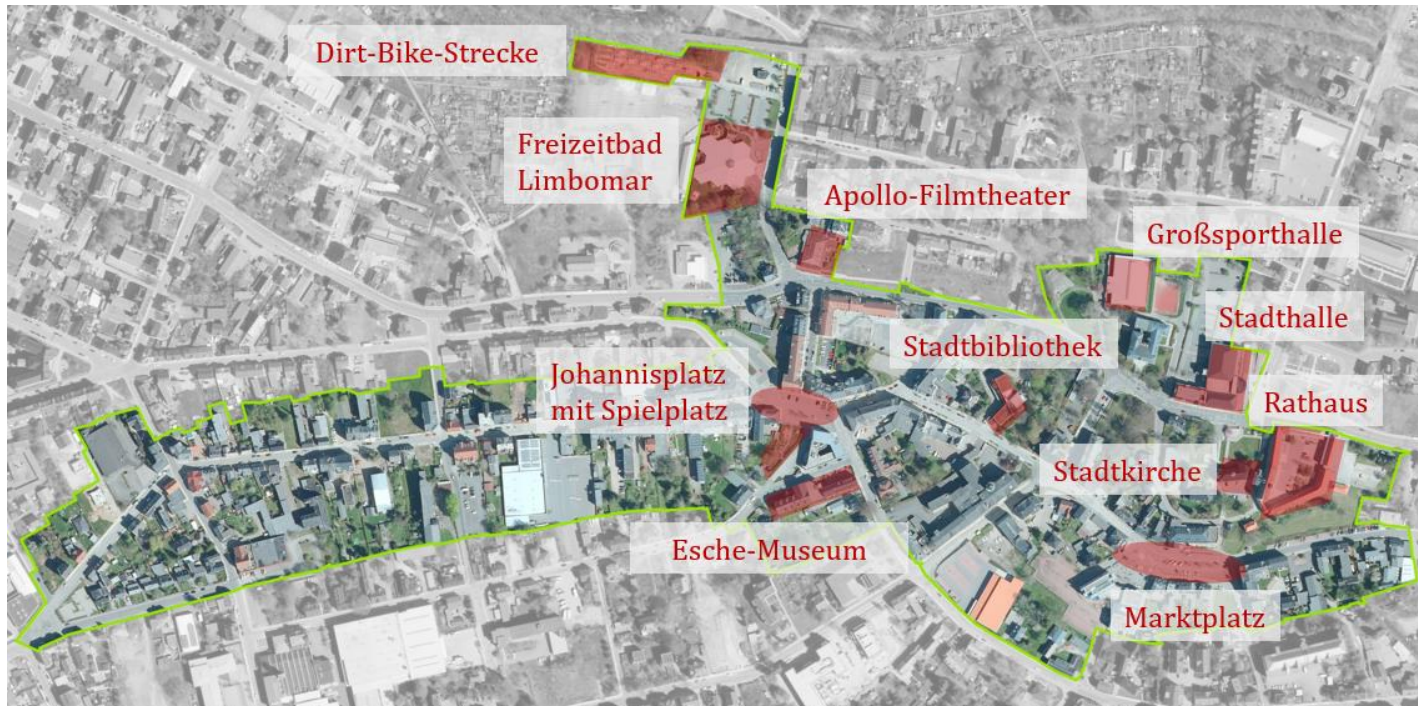 Dirt-Bike-Strecke
Freizeitbad
Limbomar
Apollo-Filmtheater
Großsporthalle
Stadthalle
Stadtbibliothek
Johannisplatz
mit Spielplatz
Rathaus
Stadtkirche
Esche-Museum
Marktplatz